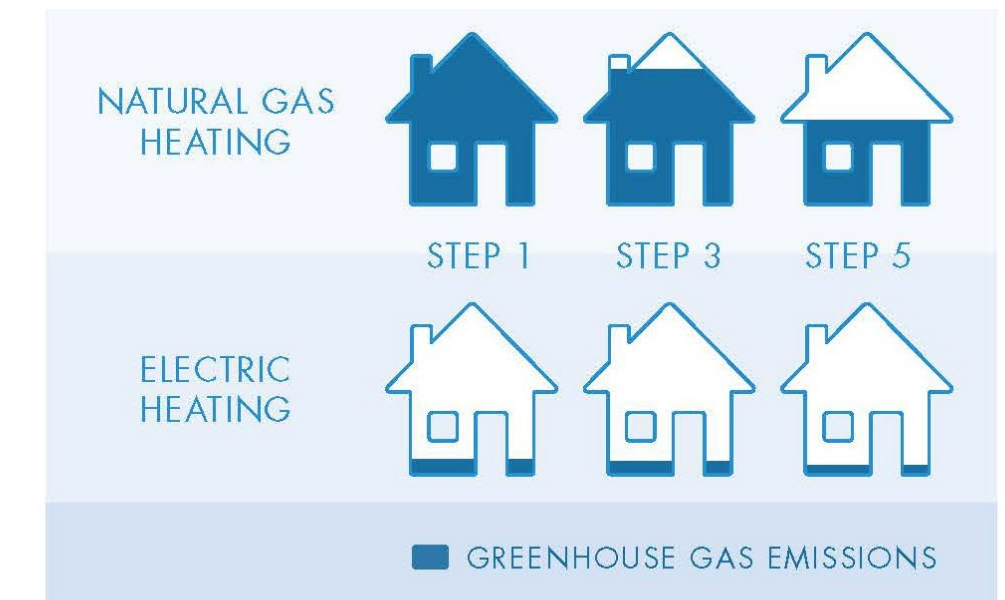 NATURAL GAS
HEATING
STEP 1
STEP 3
STEP 5
ELECTRIC
HEATING
GREENHOUSE GAS EMISSIONS